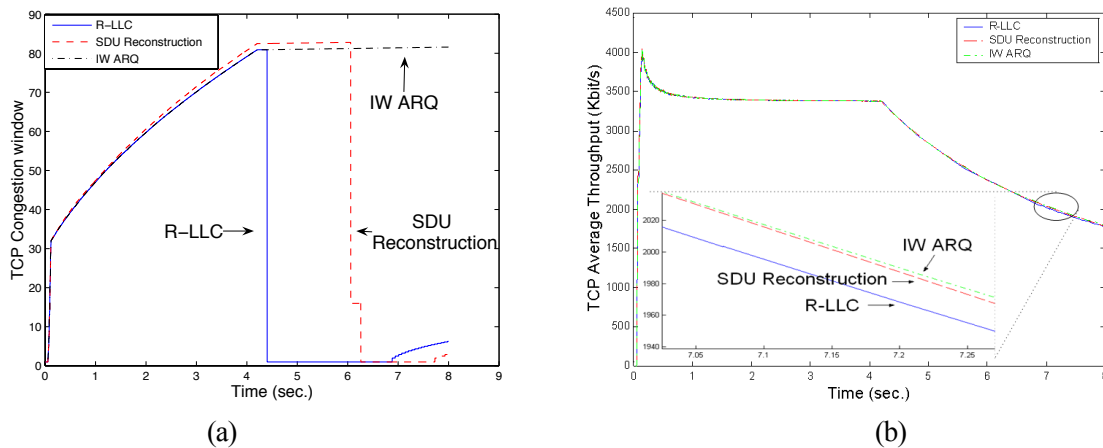 90
80
70
60
50
40
30
20
10
0
TCP Congestion window
R−LLC
SDU Reconstruction
IW ARQ
IW ARQ
R−LLC
SDU
Reconstruction
0 1 2 3 4 5 6 7 8 9
Time (sec.)
(a)
4500
4000
3500
3000
2500
2000
1500
1000
500
0
TCP Average Throughput (Kbit/s)
R-LLC
SDU Reconstruction
IW ARQ
2020
2000
1980
1960
1940
IW ARQ
SDU Reconstruction
R-LLC
7.05 7.1 7.15 7.2 7.25
0 1 2 3 4 5 6 7 8
Time (sec.)
(b)